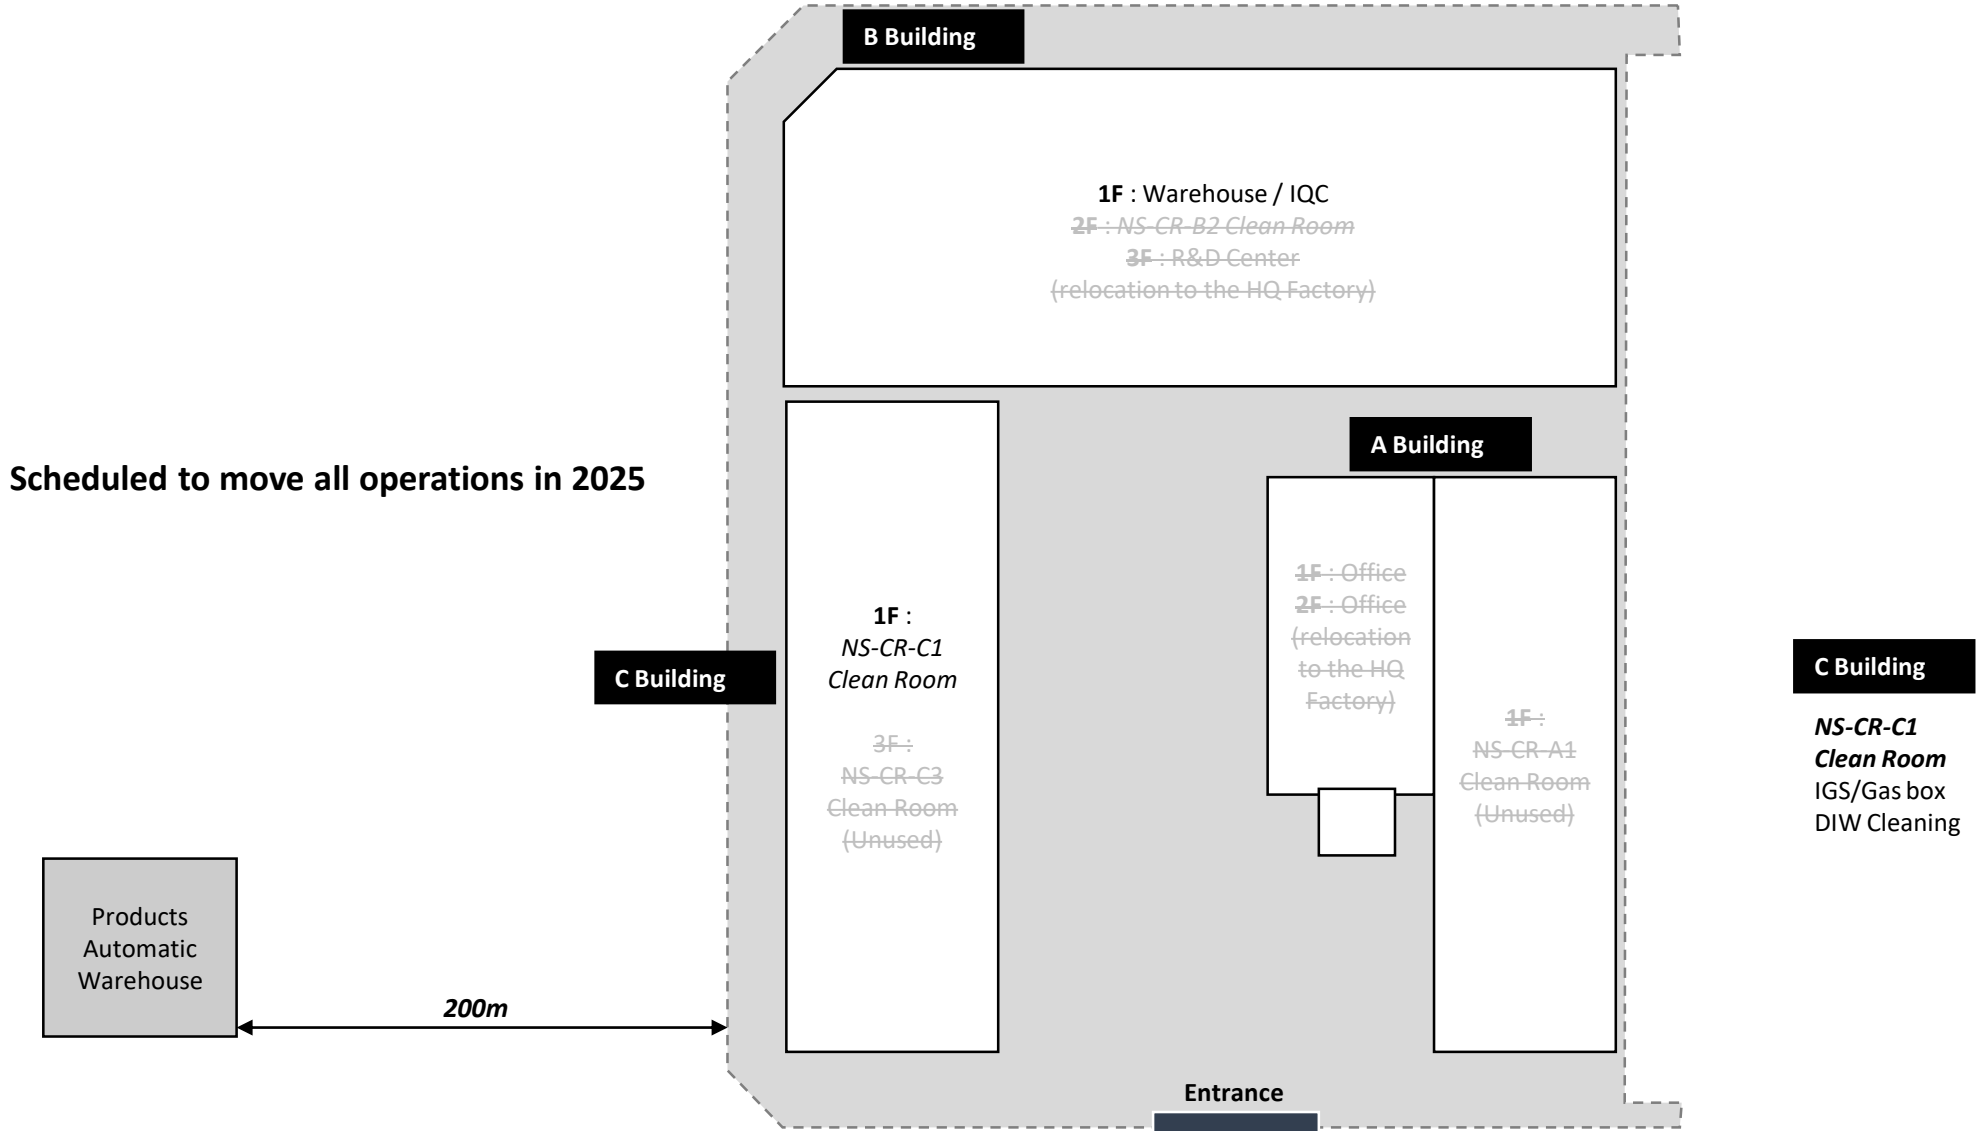 B Building
1F : Warehouse / IQC
2F : NS-CR-B2 Clean Room
3F : R&D Center
(relocation to the HQ Factory)
Scheduled to move all operations in 2025
A Building
1F : Office
2F : Office
(relocation
to the HQ
Factory)
1F :
NS-CR-A1
Clean Room
(Unused)
C Building
1F :
NS-CR-C1
Clean Room
3F :
NS-CR-C3
Clean Room
(Unused)
C Building
NS-CR-C1
Clean Room
IGS/Gas box
DIW Cleaning
Products
Automatic
Warehouse
200m
Entrance